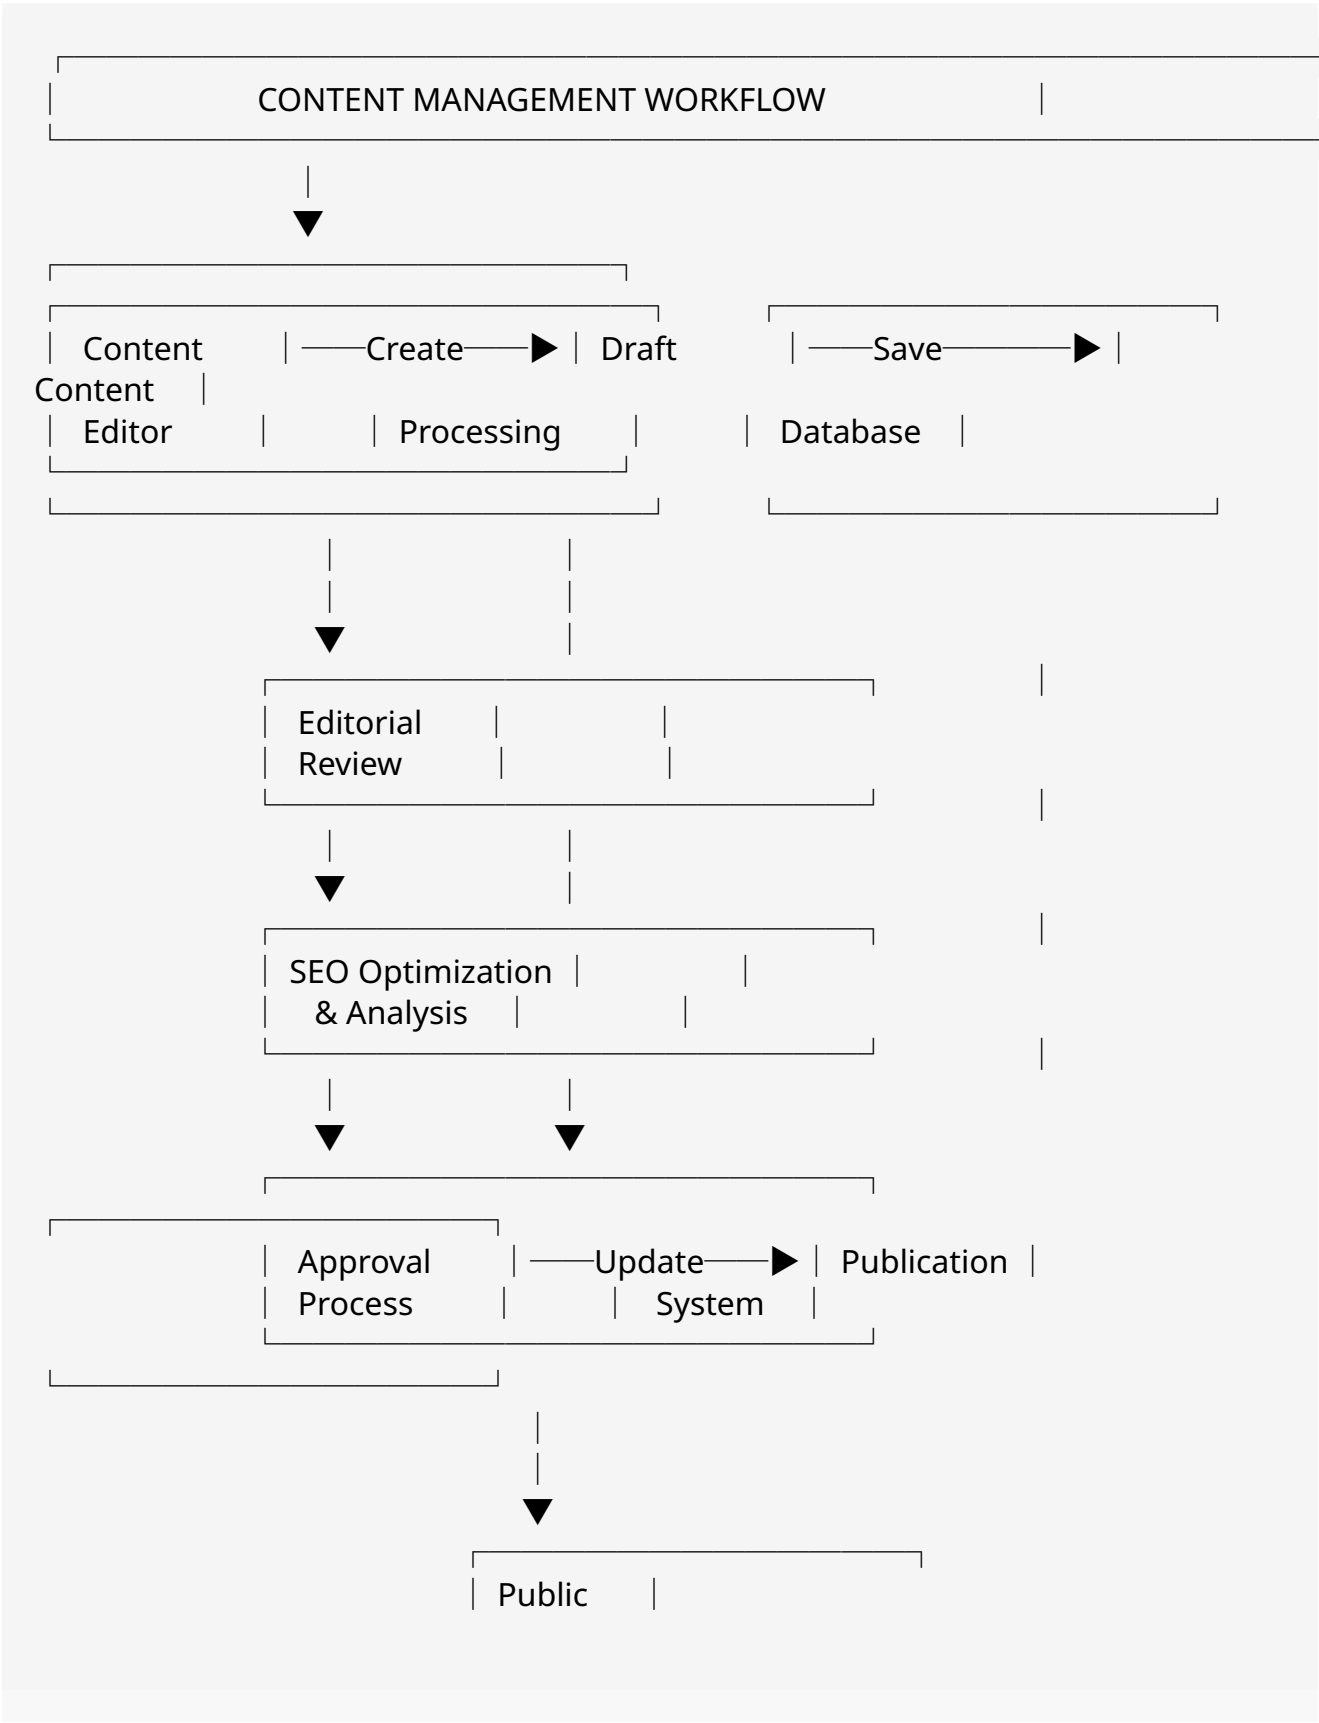 CONTENT MANAGEMENT WORKFLOW
Content Create Draft Save
Content
Editor Processing Database
Editorial
Review
SEO Optimization
& Analysis
Approval Update Publication
Process System
Public